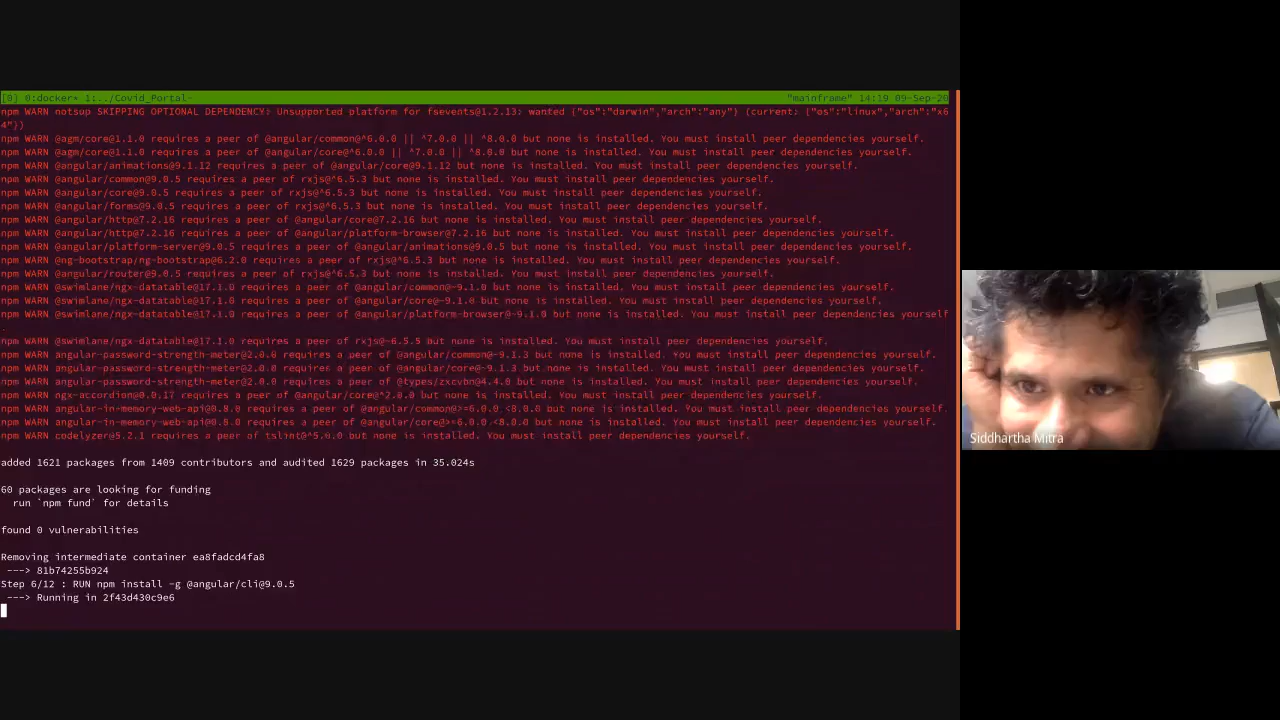 [0] 0:docker* 1:../Covid_Portal- "mainframe" 14:19 09-Sep-20
npm WARN notsup SKIPPING OPTIONAL DEPENDENCY: Unsupported platform for fsevents@1.2.13: wanted {"os":"darwin","arch":"any"} (current: {"os":"linux","arch":"x6
4"})
npm WARN @agm/core@1.1.0 requires a peer of @angular/common@^6.0.0 || ^7.0.0 || ^8.0.0 but none is installed. You must install peer dependencies yourself.
npm WARN @agm/core@1.1.0 requires a peer of @angular/core@^6.0.0 || ^7.0.0 || ^8.0.0 but none is installed. You must install peer dependencies yourself.
npm WARN @angular/animations@9.1.12 requires a peer of @angular/core@9.1.12 but none is installed. You must install peer dependencies yourself.
npm WARN @angular/common@9.0.5 requires a peer of rxjs@^6.5.3 but none is installed. You must install peer dependencies yourself.
npm WARN @angular/core@9.0.5 requires a peer of rxjs@^6.5.3 but none is installed. You must install peer dependencies yourself.
npm WARN @angular/forms@9.0.5 requires a peer of rxjs@^6.5.3 but none is installed. You must install peer dependencies yourself.
npm WARN @angular/http@7.2.16 requires a peer of @angular/core@7.2.16 but none is installed. You must install peer dependencies yourself.
npm WARN @angular/http@7.2.16 requires a peer of @angular/platform-browser@7.2.16 but none is installed. You must install peer dependencies yourself.
npm WARN @angular/platform-server@9.0.5 requires a peer of @angular/animations@9.0.5 but none is installed. You must install peer dependencies yourself.
npm WARN @ng-bootstrap/ng-bootstrap@6.2.0 requires a peer of rxjs@^6.5.3 but none is installed. You must install peer dependencies yourself.
npm WARN @angular/router@9.0.5 requires a peer of rxjs@^6.5.3 but none is installed. You must install peer dependencies yourself.
npm WARN @swimlane/ngx-datatable@17.1.0 requires a peer of @angular/common@~9.1.0 but none is installed. You must install peer dependencies yourself.
npm WARN @swimlane/ngx-datatable@17.1.0 requires a peer of @angular/core@~9.1.0 but none is installed. You must install peer dependencies yourself.
npm WARN @swimlane/ngx-datatable@17.1.0 requires a peer of @angular/platform-browser@~9.1.0 but none is installed. You must install peer dependencies yourself
.
npm WARN @swimlane/ngx-datatable@17.1.0 requires a peer of rxjs@~6.5.5 but none is installed. You must install peer dependencies yourself.
npm WARN angular-password-strength-meter@2.0.0 requires a peer of @angular/common@~9.1.3 but none is installed. You must install peer dependencies yourself.
npm WARN angular-password-strength-meter@2.0.0 requires a peer of @angular/core@~9.1.3 but none is installed. You must install peer dependencies yourself.
npm WARN angular-password-strength-meter@2.0.0 requires a peer of @types/zxcvbn@4.4.0 but none is installed. You must install peer dependencies yourself.
npm WARN ngx-accordion@0.0.17 requires a peer of @angular/core@^2.0.0 but none is installed. You must install peer dependencies yourself.
npm WARN angular-in-memory-web-api@0.8.0 requires a peer of @angular/common@>=6.0.0 <8.0.0 but none is installed. You must install peer dependencies yourself.
npm WARN angular-in-memory-web-api@0.8.0 requires a peer of @angular/core@>=6.0.0 <8.0.0 but none is installed. You must install peer dependencies yourself.
npm WARN codelyzer@5.2.1 requires a peer of tslint@^5.0.0 but none is installed. You must install peer dependencies yourself.
added 1621 packages from 1409 contributors and audited 1629 packages in 35.024s
60 packages are looking for funding
run `npm fund` for details
found 0 vulnerabilities
Removing intermediate container ea8fadcd4fa8
---> 81b74255b924
Step 6/12 : RUN npm install -g @angular/cli@9.0.5
---> Running in 2f43d430c9e6
Siddhartha Mitra